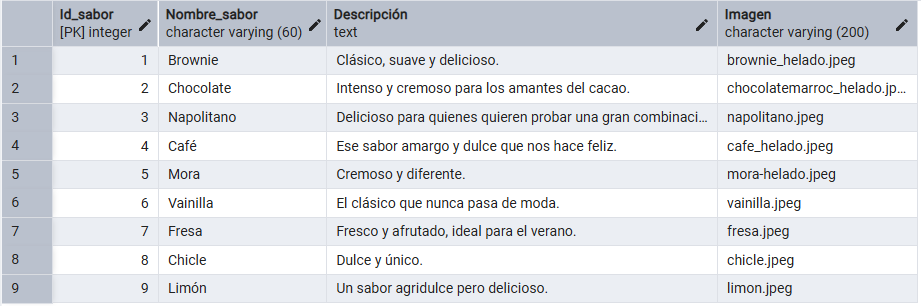 Id_sabor Nombre_sabor Descripción Imagen
[PK] integer character varying (60) text character varying (200)
1 1 Brownie Clásico, suave y delicioso. brownie_helado.jpeg
2 2 Chocolate Intenso y cremoso para los amantes del cacao. chocolatemarroc_helado.jp...
3 3 Napolitano Delicioso para quienes quieren probar una gran combinaci... napolitano.jpeg
4 4 Café Ese sabor amargo y dulce que nos hace feliz. cafe_helado.jpeg
5 5 Mora Cremoso y diferente. mora-helado.jpeg
6 6 Vainilla El clásico que nunca pasa de moda. vainilla.jpeg
7 7 Fresa Fresco y afrutado, ideal para el verano. fresa.jpeg
8 8 Chicle Dulce y único. chicle.jpeg
9 9 Limón Un sabor agridulce pero delicioso. limon.jpeg